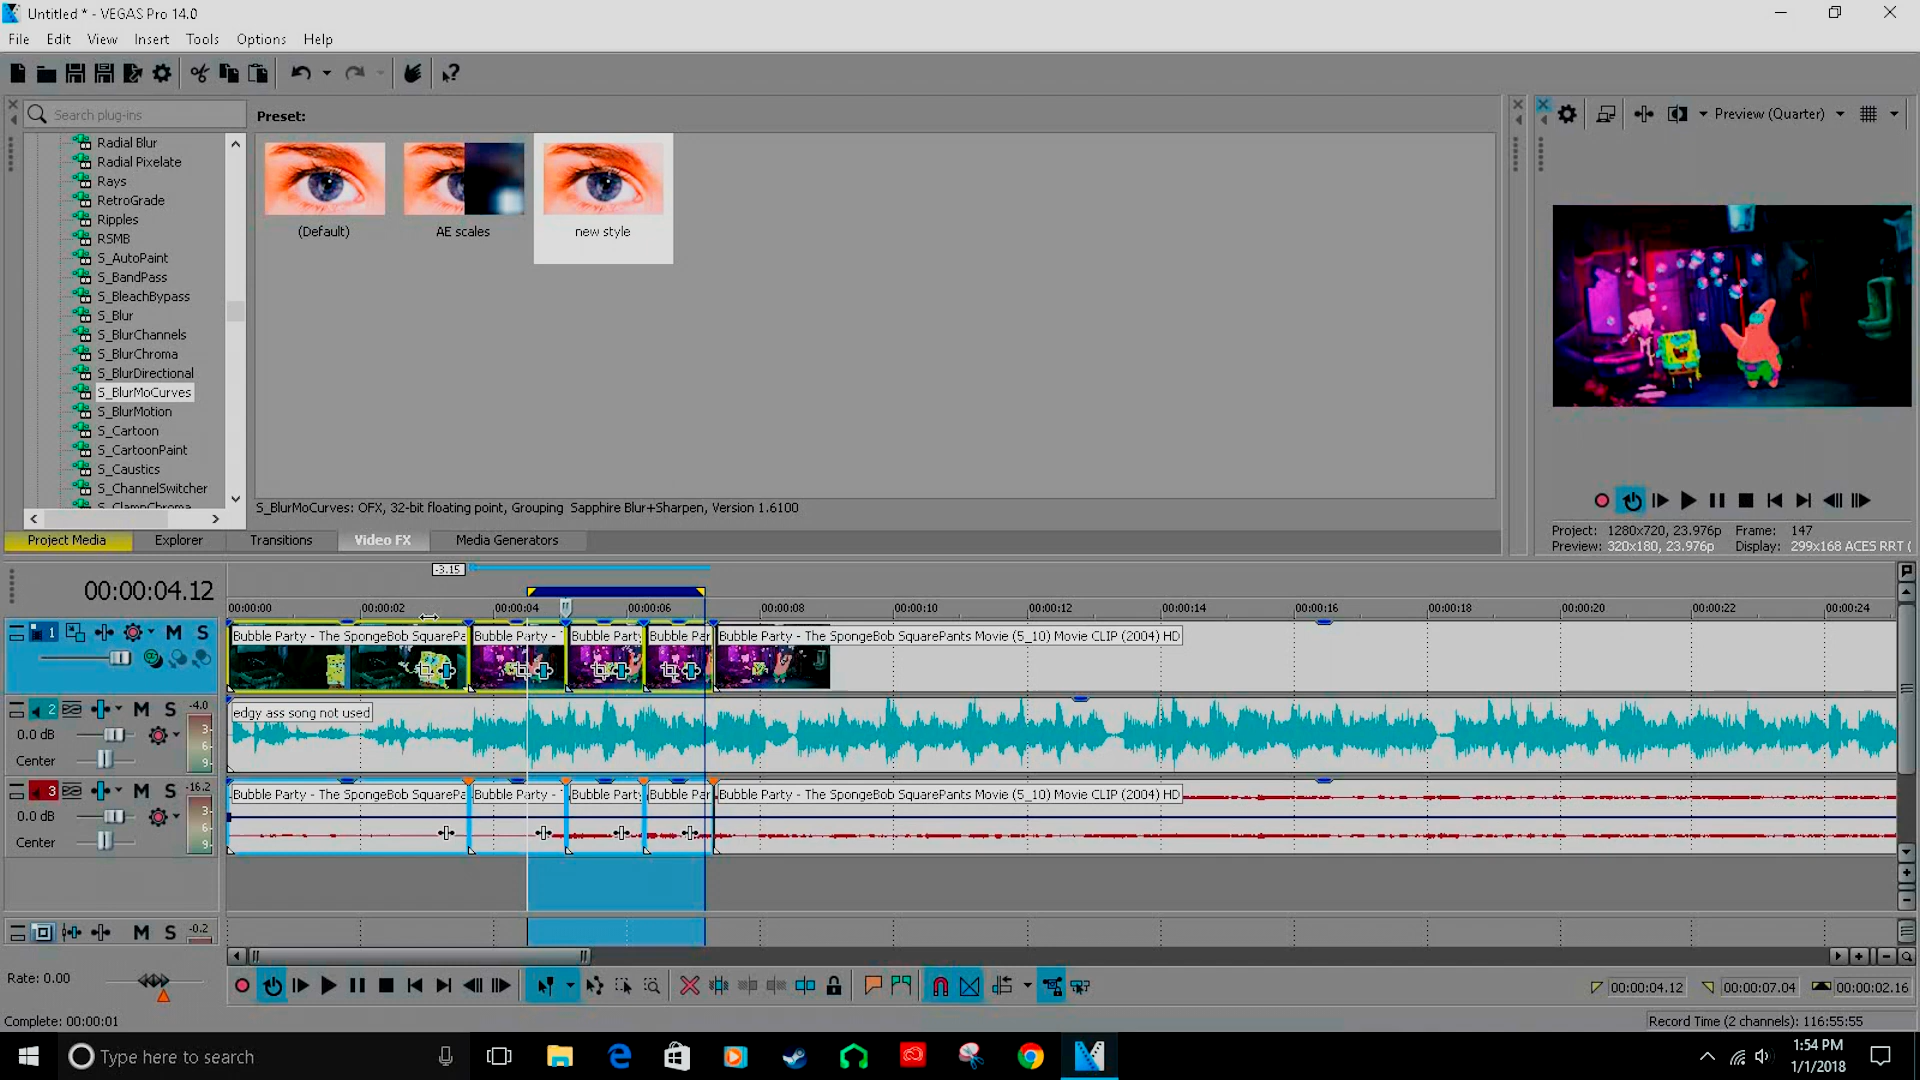 Untitled * - VEGAS Pro 14.0
File Edit View Insert Tools Options Help
Search plug-ins
Radial Blur
Radial Pixelate
Rays
RetroGrade
Ripples
RSMB
S_AutoPaint
S_BandPass
S_BleachBypass
S_Blur
S_BlurChannels
S_BlurChroma
S_BlurDirectional
S_BlurMoCurves
S_BlurMotion
S_Cartoon
S_CartoonPaint
S_Caustics
S_ChannelSwitcher
S_ClampChroma
Preset:
(Default) AE scales new style
S_BlurMoCurves: OFX, 32-bit floating point, Grouping Sapphire Blur+Sharpen, Version 1.6100
Project Media Explorer Transitions Video FX Media Generators
Preview (Quarter)
Project: 1280x720, 23.976p Frame: 147
Preview: 320x180, 23.976p Display: 299x168 ACES RRT (
00:00:04.12
-3.15
00:00:00 00:00:02 00:00:04 00:00:06 00:00:08 00:00:10 00:00:12 00:00:14 00:00:16 00:00:18 00:00:20 00:00:22 00:00:24
1 M S
Bubble Party - The SpongeBob SquarePa Bubble Party - Bubble Party Bubble Par Bubble Party - The SpongeBob SquarePants Movie (5_10) Movie CLIP (2004) HD
2 M S -4.0
0.0 dB 3
6
Center 9
edgy ass song not used
3 M S -16.2
0.0 dB 3
6
Center 9
Bubble Party - The SpongeBob SquarePa Bubble Party - Bubble Party Bubble Par Bubble Party - The SpongeBob SquarePants Movie (5_10) Movie CLIP (2004) HD
M S -0.2
Rate: 0.00
00:00:04.12 00:00:07.04 00:00:02.16
Complete: 00:00:01
Record Time (2 channels): 116:55:55
Type here to search
1:54 PM
1/1/2018